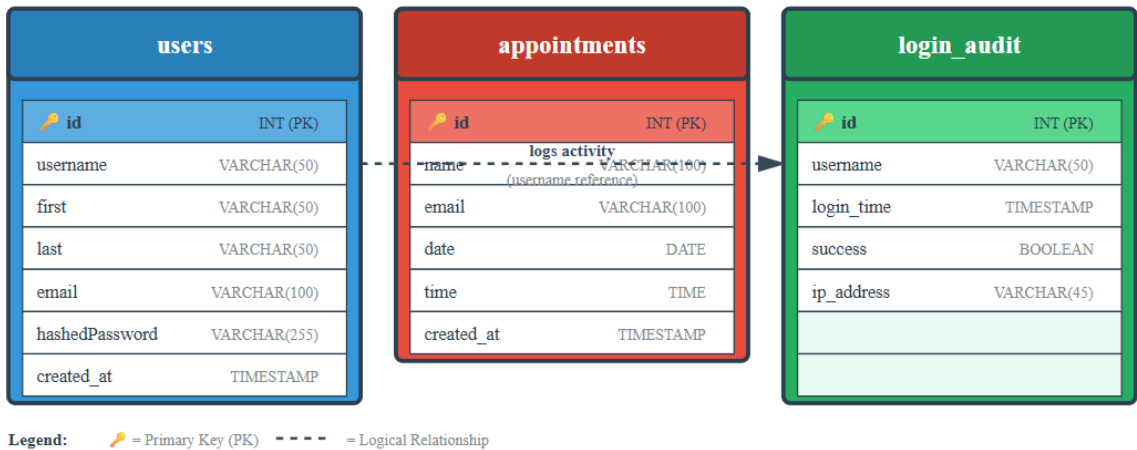 users
id INT (PK)
username VARCHAR(50)
first VARCHAR(50)
last VARCHAR(50)
email VARCHAR(100)
hashedPassword VARCHAR(255)
created_at TIMESTAMP
appointments
id INT (PK)
logs activity
name VARCHAR(100)
(username reference)
email VARCHAR(100)
date DATE
time TIME
created_at TIMESTAMP
login_audit
id INT (PK)
username VARCHAR(50)
login_time TIMESTAMP
success BOOLEAN
ip_address VARCHAR(45)
Legend: = Primary Key (PK) = Logical Relationship